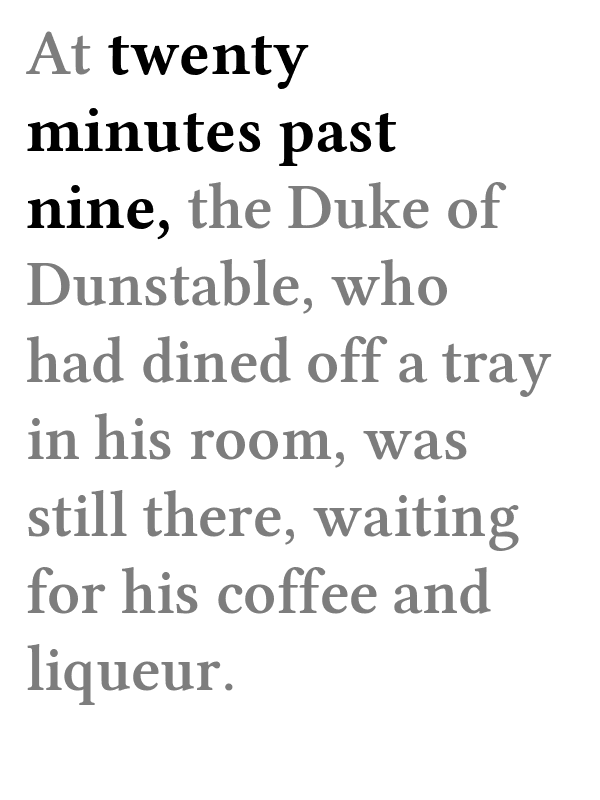 At twenty
minutes past
nine, the Duke of
Dunstable, who
had dined off a tray
in his room, was
still there, waiting
for his coffee and
liqueur.